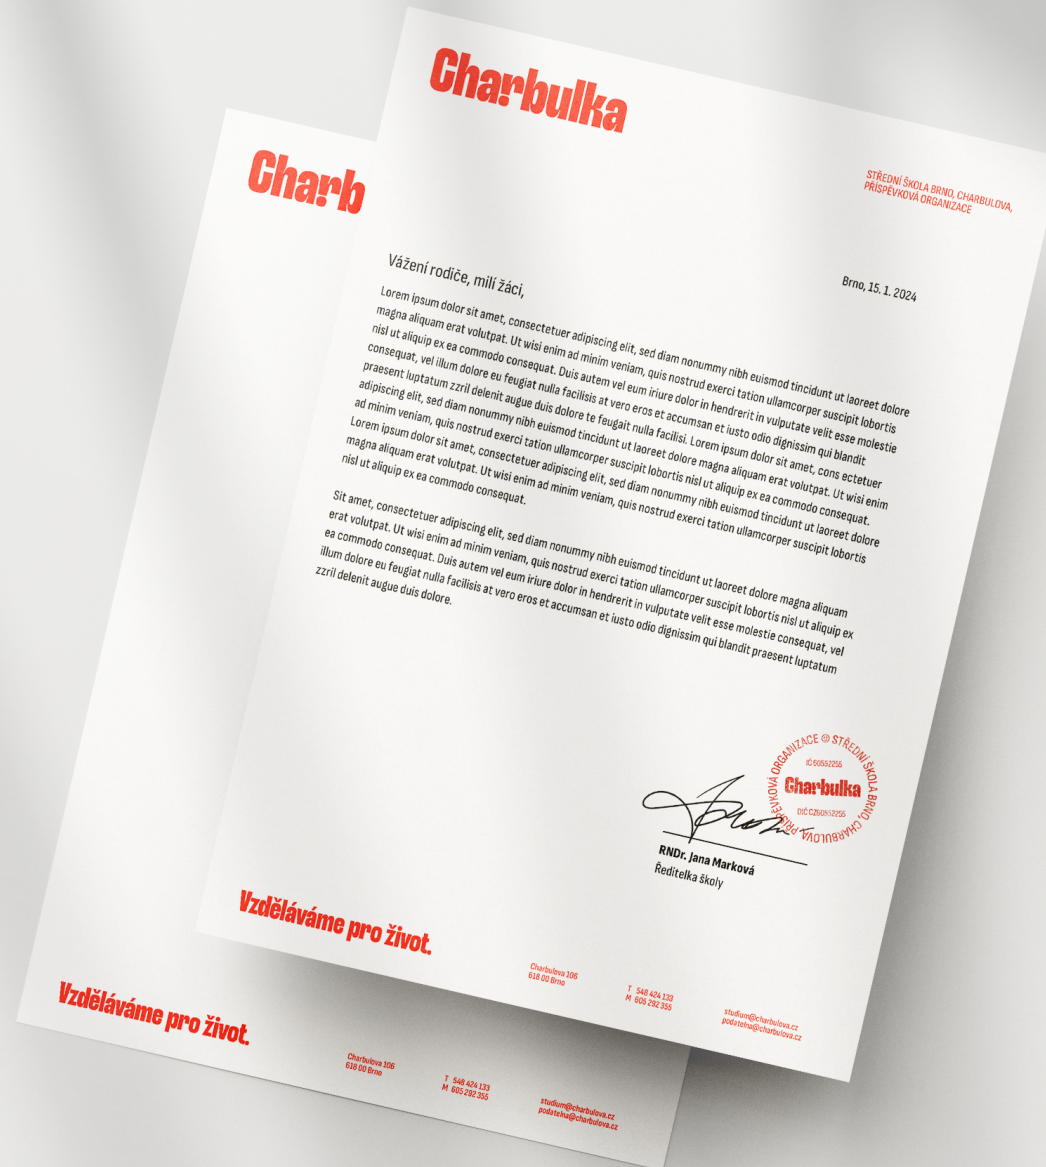 Charbulka
STŘEDNÍ ŠKOLA BRNO, CHARBULOVA,
PŘÍSPĚVKOVÁ ORGANIZACE
Brno, 15. 1. 2024
Vážení rodiče, milí žáci,
Lorem ipsum dolor sit amet, consectetuer adipiscing elit, sed diam nonummy nibh euismod tincidunt ut laoreet dolore
magna aliquam erat volutpat. Ut wisi enim ad minim veniam, quis nostrud exerci tation ullamcorper suscipit lobortis
nisl ut aliquip ex ea commodo consequat. Duis autem vel eum iriure dolor in hendrerit in vulputate velit esse molestie
consequat, vel illum dolore eu feugiat nulla facilisis at vero eros et accumsan et iusto odio dignissim qui blandit
praesent luptatum zzril delenit augue duis dolore te feugait nulla facilisi. Lorem ipsum dolor sit amet, cons ectetuer
adipiscing elit, sed diam nonummy nibh euismod tincidunt ut laoreet dolore magna aliquam erat volutpat. Ut wisi enim
ad minim veniam, quis nostrud exerci tation ullamcorper suscipit lobortis nisl ut aliquip ex ea commodo consequat.
Lorem ipsum dolor sit amet, consectetuer adipiscing elit, sed diam nonummy nibh euismod tincidunt ut laoreet dolore
magna aliquam erat volutpat. Ut wisi enim ad minim veniam, quis nostrud exerci tation ullamcorper suscipit lobortis
nisl ut aliquip ex ea commodo consequat.
Sit amet, consectetuer adipiscing elit, sed diam nonummy nibh euismod tincidunt ut laoreet dolore magna aliquam
erat volutpat. Ut wisi enim ad minim veniam, quis nostrud exerci tation ullamcorper suscipit lobortis nisl ut aliquip ex
ea commodo consequat. Duis autem vel eum iriure dolor in hendrerit in vulputate velit esse molestie consequat, vel
illum dolore eu feugiat nulla facilisis at vero eros et accumsan et iusto odio dignissim qui blandit praesent luptatum
zzril delenit augue duis dolore.
STŘEDNÍ ŠKOLA BRNO, CHARBULOVA, PŘÍSPĚVKOVÁ ORGANIZACE
IČ 60552255
Charbulka
DIČ CZ60552255
RNDr. Jana Marková
Ředitelka školy
Vzděláváme pro život.
Charbulova 106
618 00 Brno
T 548 424 133
M 605 292 355
studium@charbulova.cz
podatelna@charbulova.cz
Charb
Vzděláváme pro život.
Charbulova 106
618 00 Brno
T 548 424 133
M 605 292 355
studium@charbulova.cz
podatelna@charbulova.cz